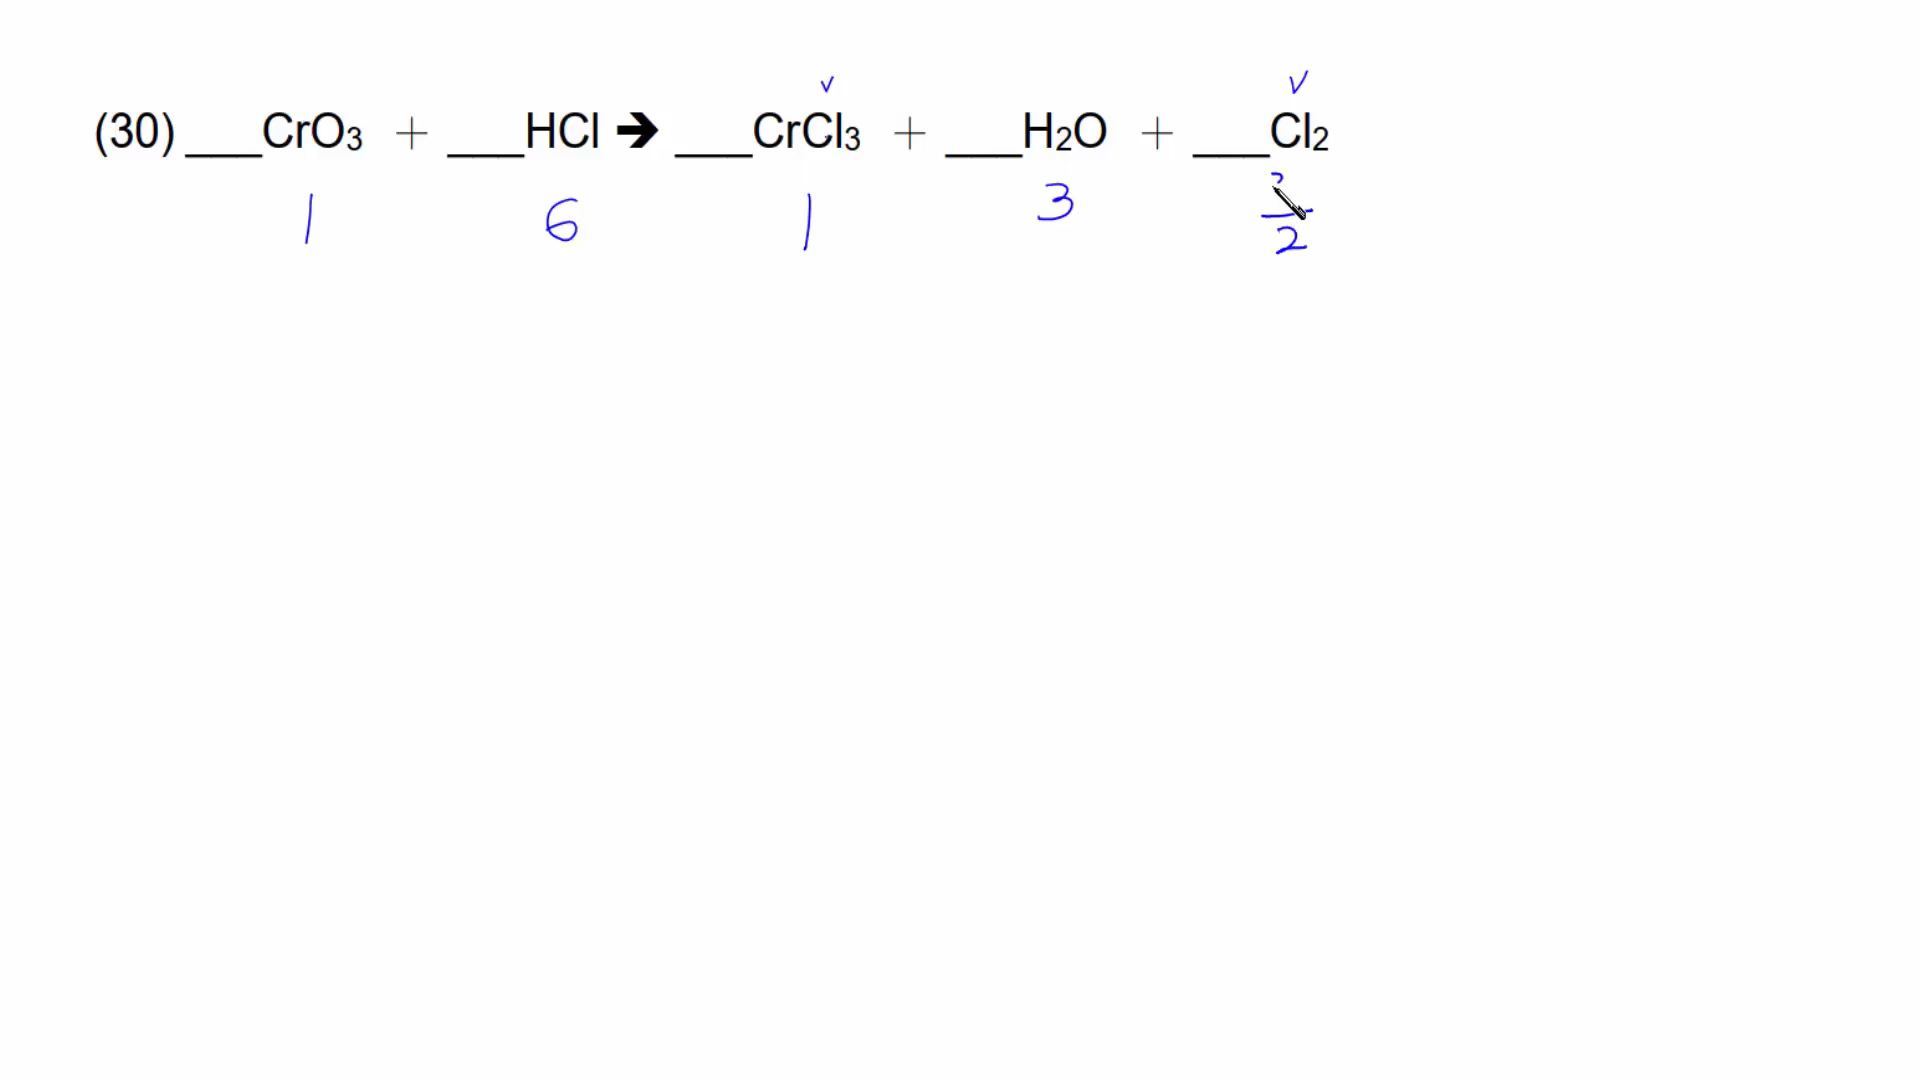 (30) ___CrO3 + ___HCl ➔ ___CrCl3 + ___H2O + ___Cl2
1 6 1 3 2